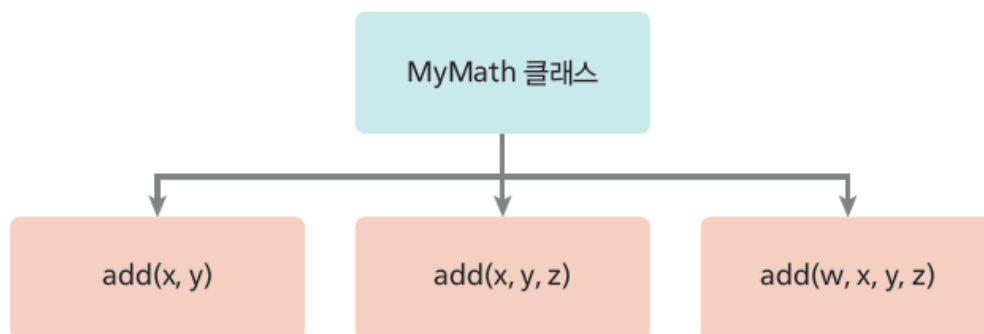 MyMath 클래스
add(x, y)
add(x, y, z)
add(w, x, y, z)